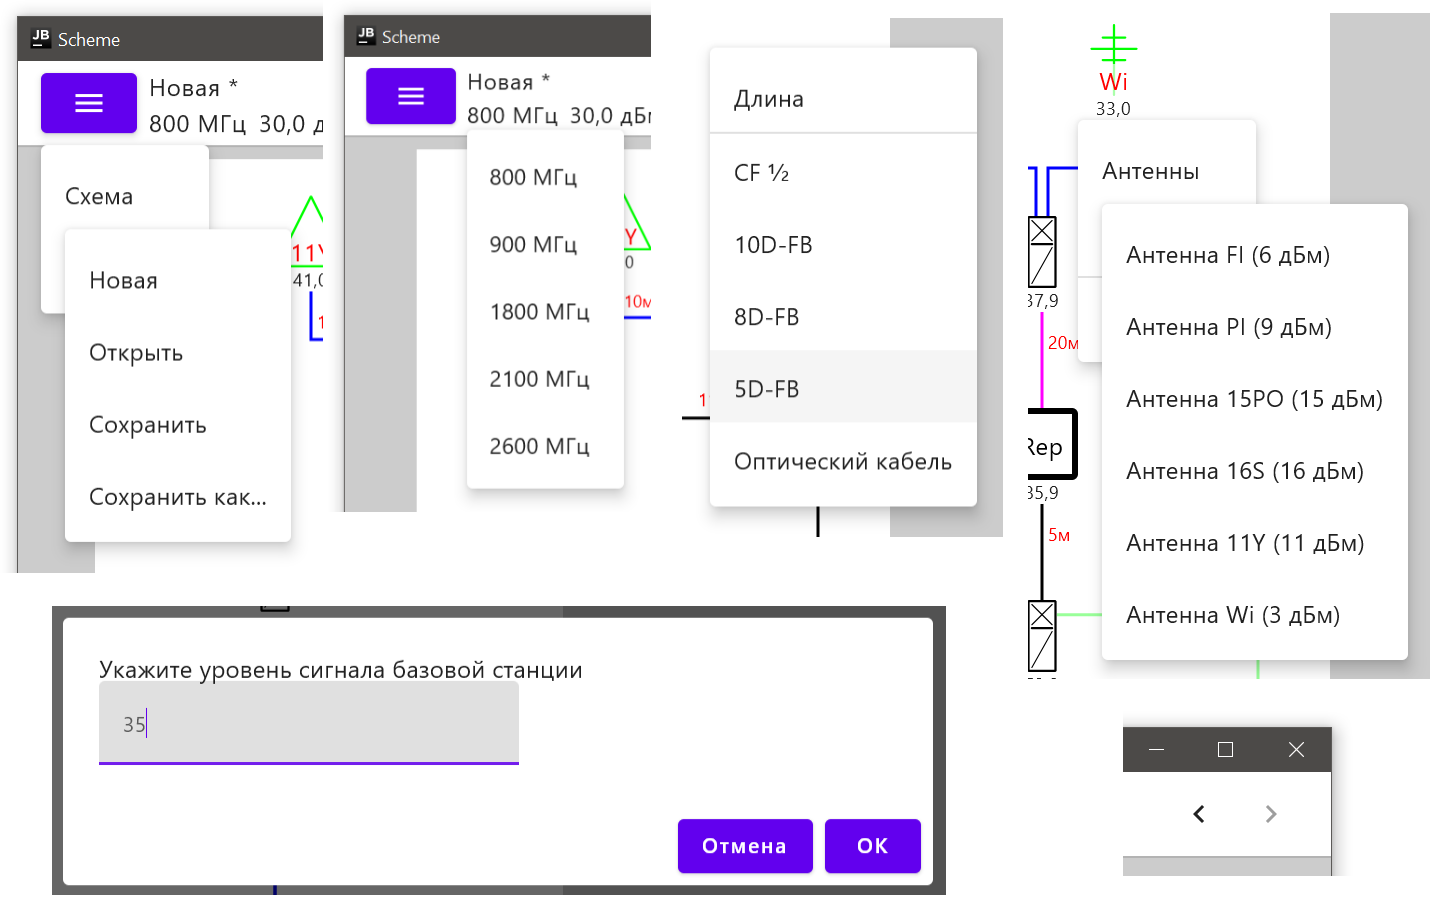 JB Scheme
Новая *
800 МГц 30,0 д
Схема
11Y
41,0
1
Новая
Открыть
Сохранить
Сохранить как...
JB Scheme
Новая *
800 МГц 30,0 дБ
800 МГц
900 МГц
1800 МГц
2100 МГц
2600 МГц
Y
0
10м
Длина
CF ½
10D-FB
8D-FB
5D-FB
Оптический кабель
1
Wi
33,0
Антенны
37,9
20м
Rep
35,9
5м
Антенна FI (6 дБм)
Антенна PI (9 дБм)
Антенна 15PO (15 дБм)
Антенна 16S (16 дБм)
Антенна 11Y (11 дБм)
Антенна Wi (3 дБм)
Укажите уровень сигнала базовой станции
35
Отмена
ОК